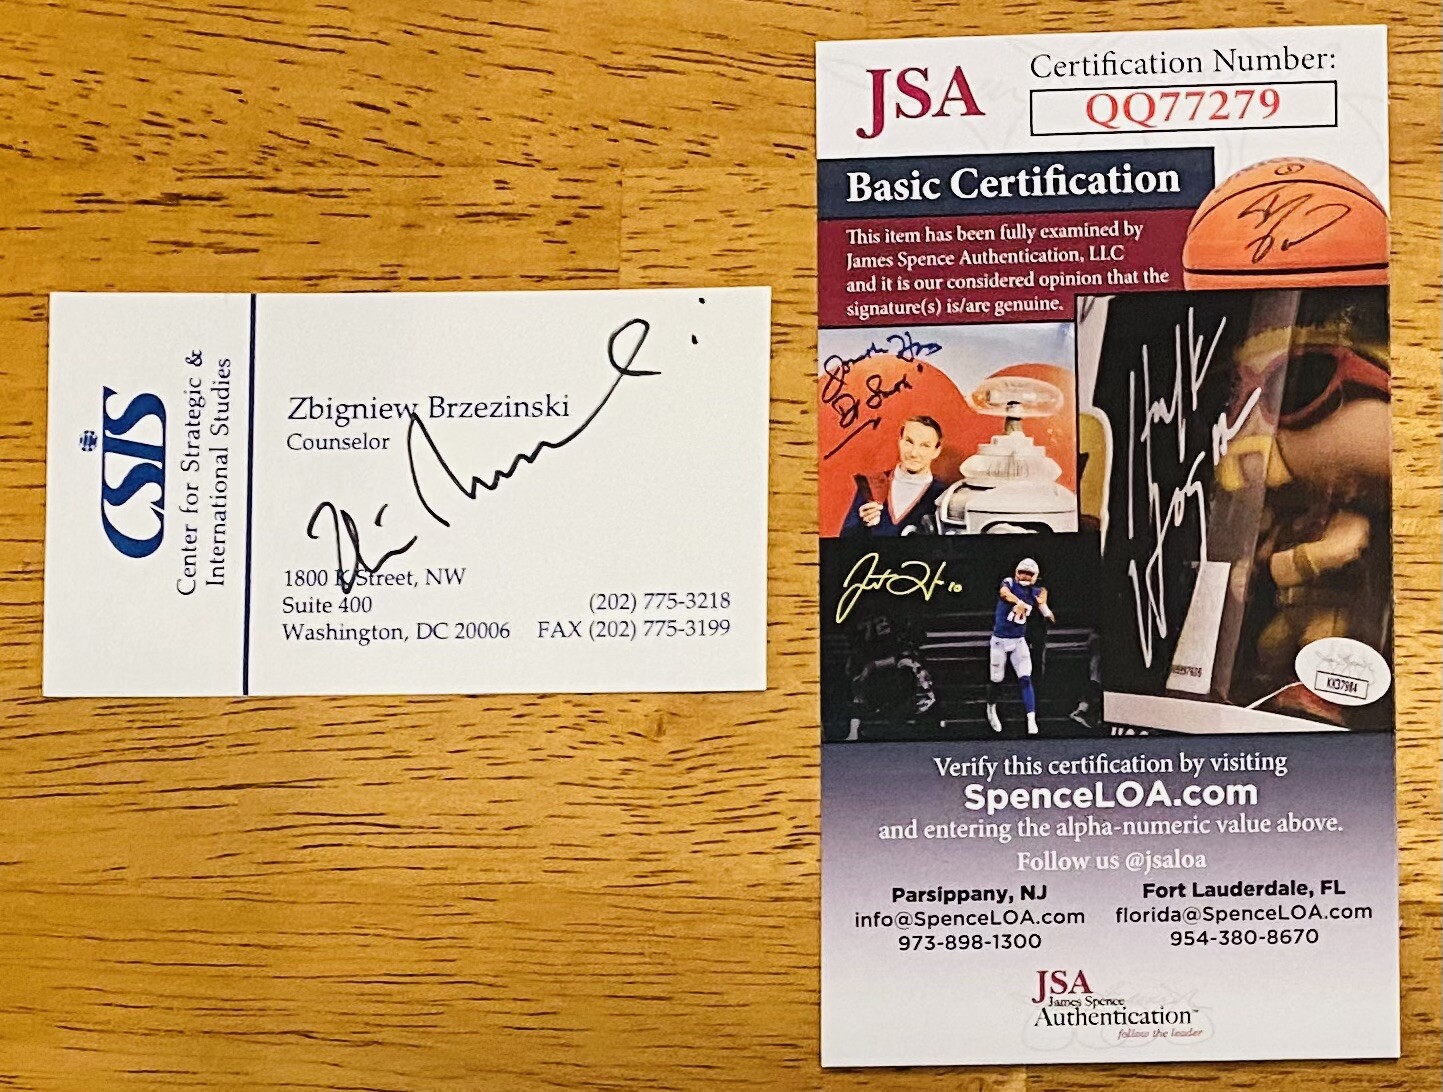 CSIS
Center for Strategic &
International Studies
Zbigniew Brzezinski
Counselor
1800 K Street, NW
Suite 400
(202) 775-3218
Washington, DC 20006
FAX (202) 775-3199
JSA
Certification Number:
QQ77279
Basic Certification
This item has been fully examined by
James Spence Authentication, LLC
and it is our considered opinion that the
signature(s) is/are genuine.
Hulk
Hogan
KK37984
Verify this certification by visiting
SpenceLOA.com
and entering the alpha-numeric value above.
Follow us @jsaloa
Parsippany, NJ
info@SpenceLOA.com
973-898-1300
Fort Lauderdale, FL
florida@SpenceLOA.com
954-380-8670
JSA
James Spence
Authentication™
follow the leader